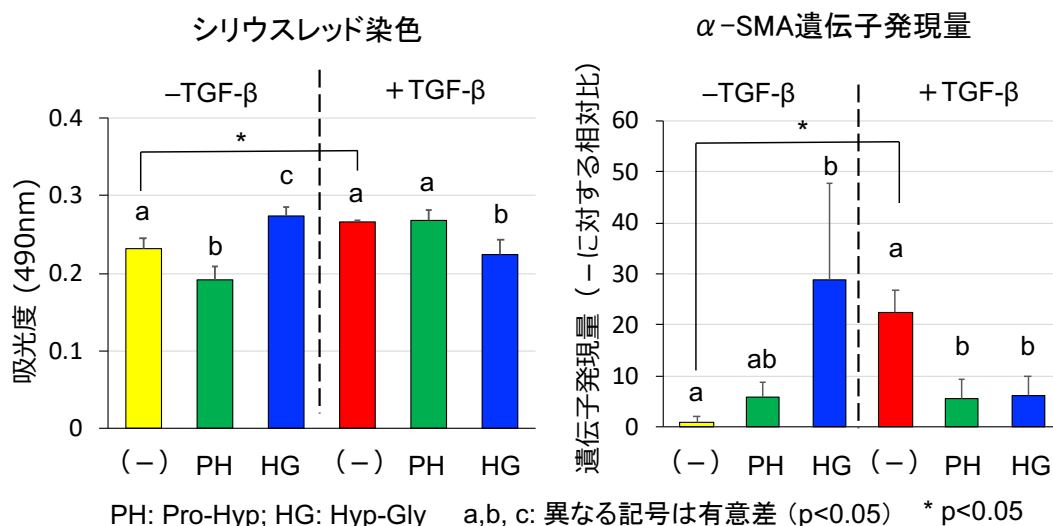 シリウスレッド染色
–TGF-β ＋TGF-β
吸光度（490nm）
0.4
0.3
0.2
0.1
0
*
a
b
c
a
a
b
（－） PH HG （－） PH HG
α-SMA遺伝子発現量
–TGF-β ＋TGF-β
遺伝子発現量（－に対する相対比）
60
50
40
30
20
10
0
*
a
ab
b
a
b
b
（－） PH HG （－） PH HG
PH: Pro-Hyp; HG: Hyp-Gly a,b, c: 異なる記号は有意差（p<0.05） * p<0.05